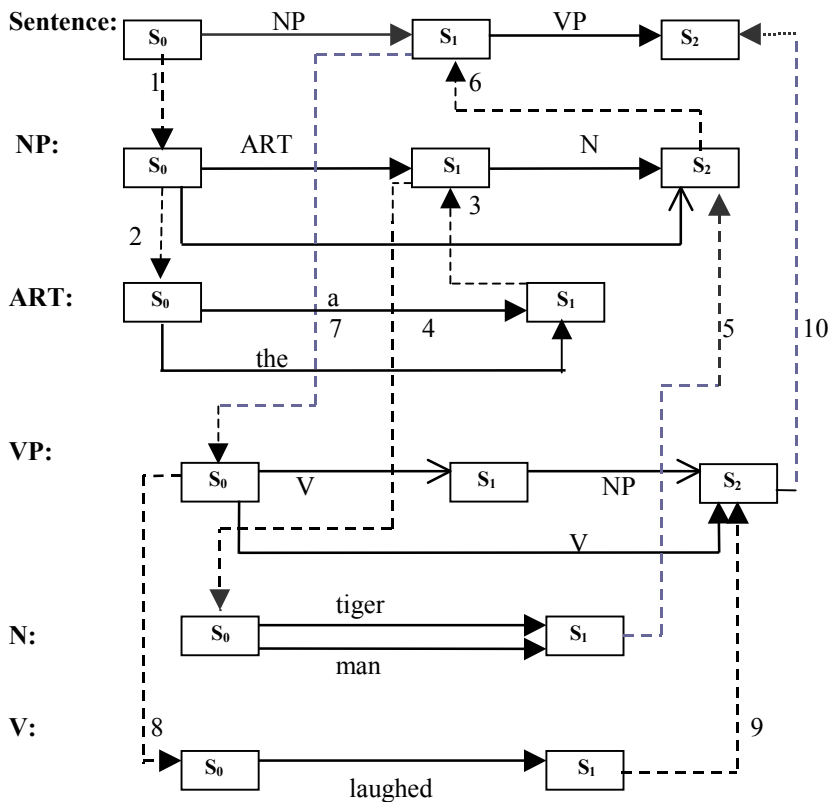 Sentence: S0 NP S1 VP S2
1 6
NP: S0 ART S1 N S2
2 3
ART: S0 a S1
7 4 5 10
the
VP: S0 V S1 NP S2
V
N: S0 tiger S1
man
V: 8 9
S0 laughed S1